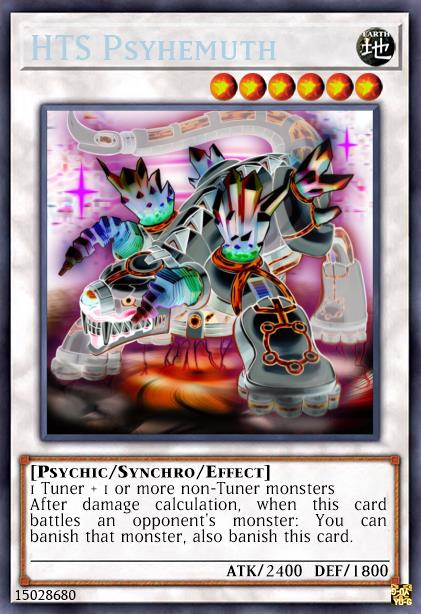 HTS Psyhemuth
EARTH
地
[Psychic/Synchro/Effect]
1 Tuner + 1 or more non-Tuner monsters
After damage calculation, when this card
battles an opponent's monster: You can
banish that monster, also banish this card.
ATK/2400 DEF/1800
15028680